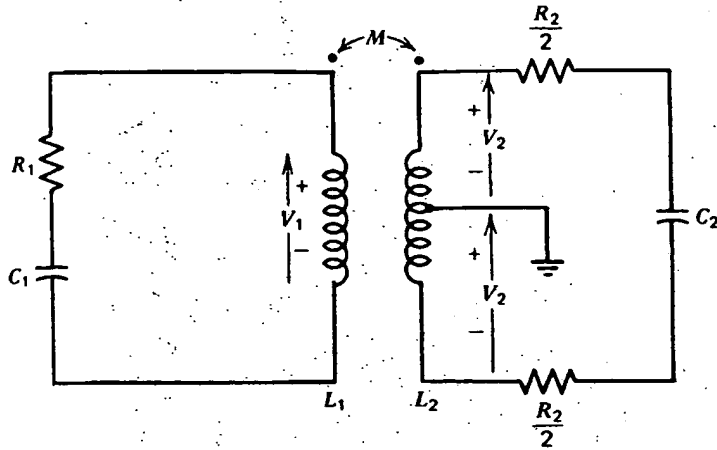 M
R₂
2
+
V₂
−
R₁
+
V₁
−
C₁
C₂
+
V₂
−
L₁
L₂
R₂
2